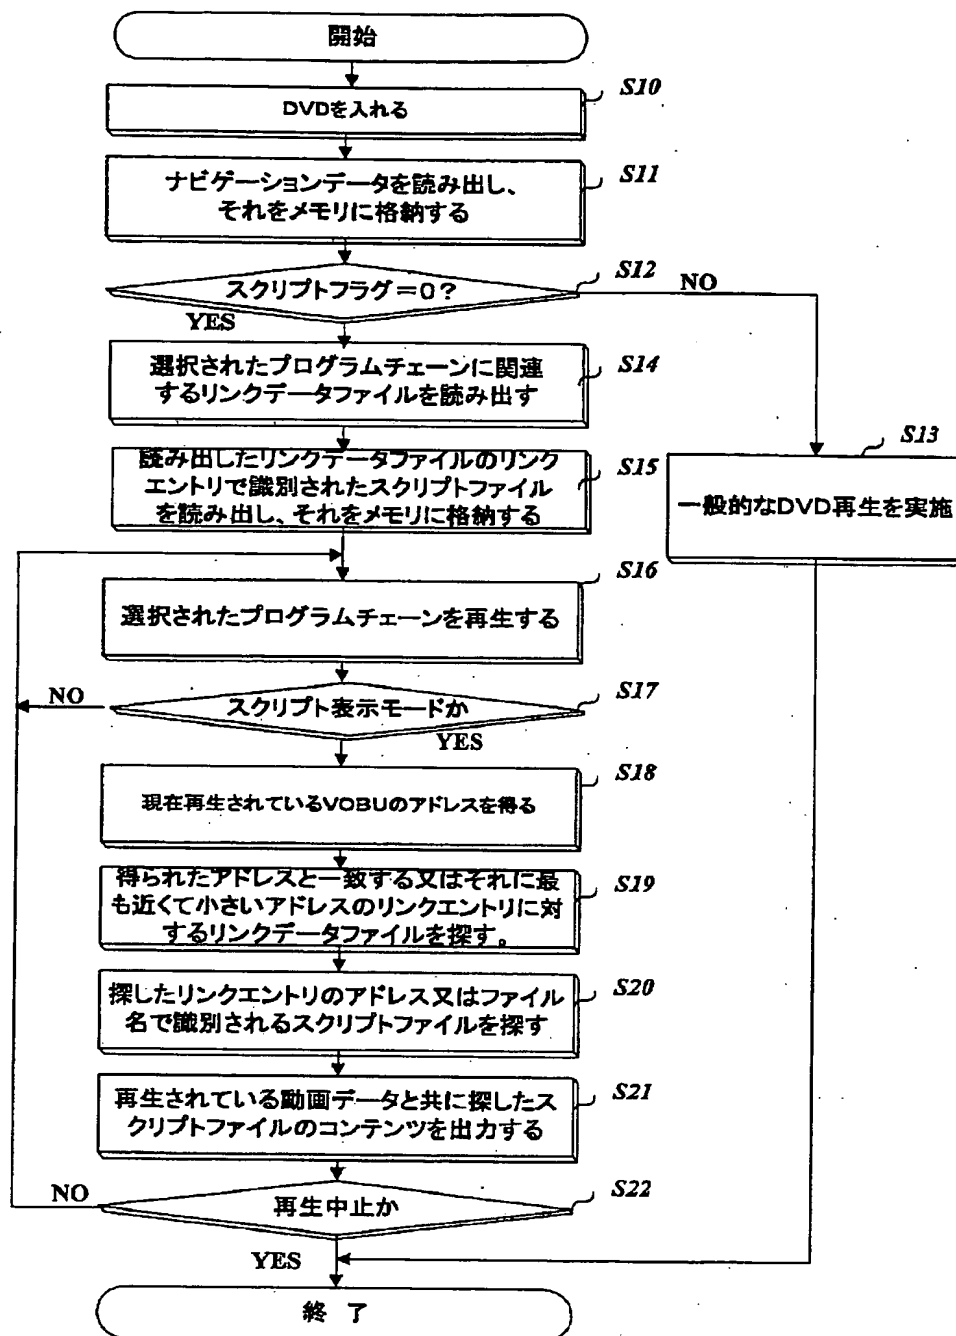 開始
S10
DVDを入れる
S11
ナビゲーションデータを読み出し、
それをメモリに格納する
S12
スクリプトフラグ=0?
NO
YES
S14
選択されたプログラムチェーンに関連
するリンクデータファイルを読み出す
S13
一般的なDVD再生を実施
S15
読み出したリンクデータファイルのリンク
エントリで識別されたスクリプトファイル
を読み出し、それをメモリに格納する
S16
選択されたプログラムチェーンを再生する
S17
NO
スクリプト表示モードか
YES
S18
現在再生されているVOBUのアドレスを得る
S19
得られたアドレスと一致する又はそれに最
も近くて小さいアドレスのリンクエントリに対
するリンクデータファイルを探す。
S20
探したリンクエントリのアドレス又はファイル
名で識別されるスクリプトファイルを探す
S21
再生されている動画データと共に探したス
クリプトファイルのコンテンツを出力する
S22
NO
再生中止か
YES
終了